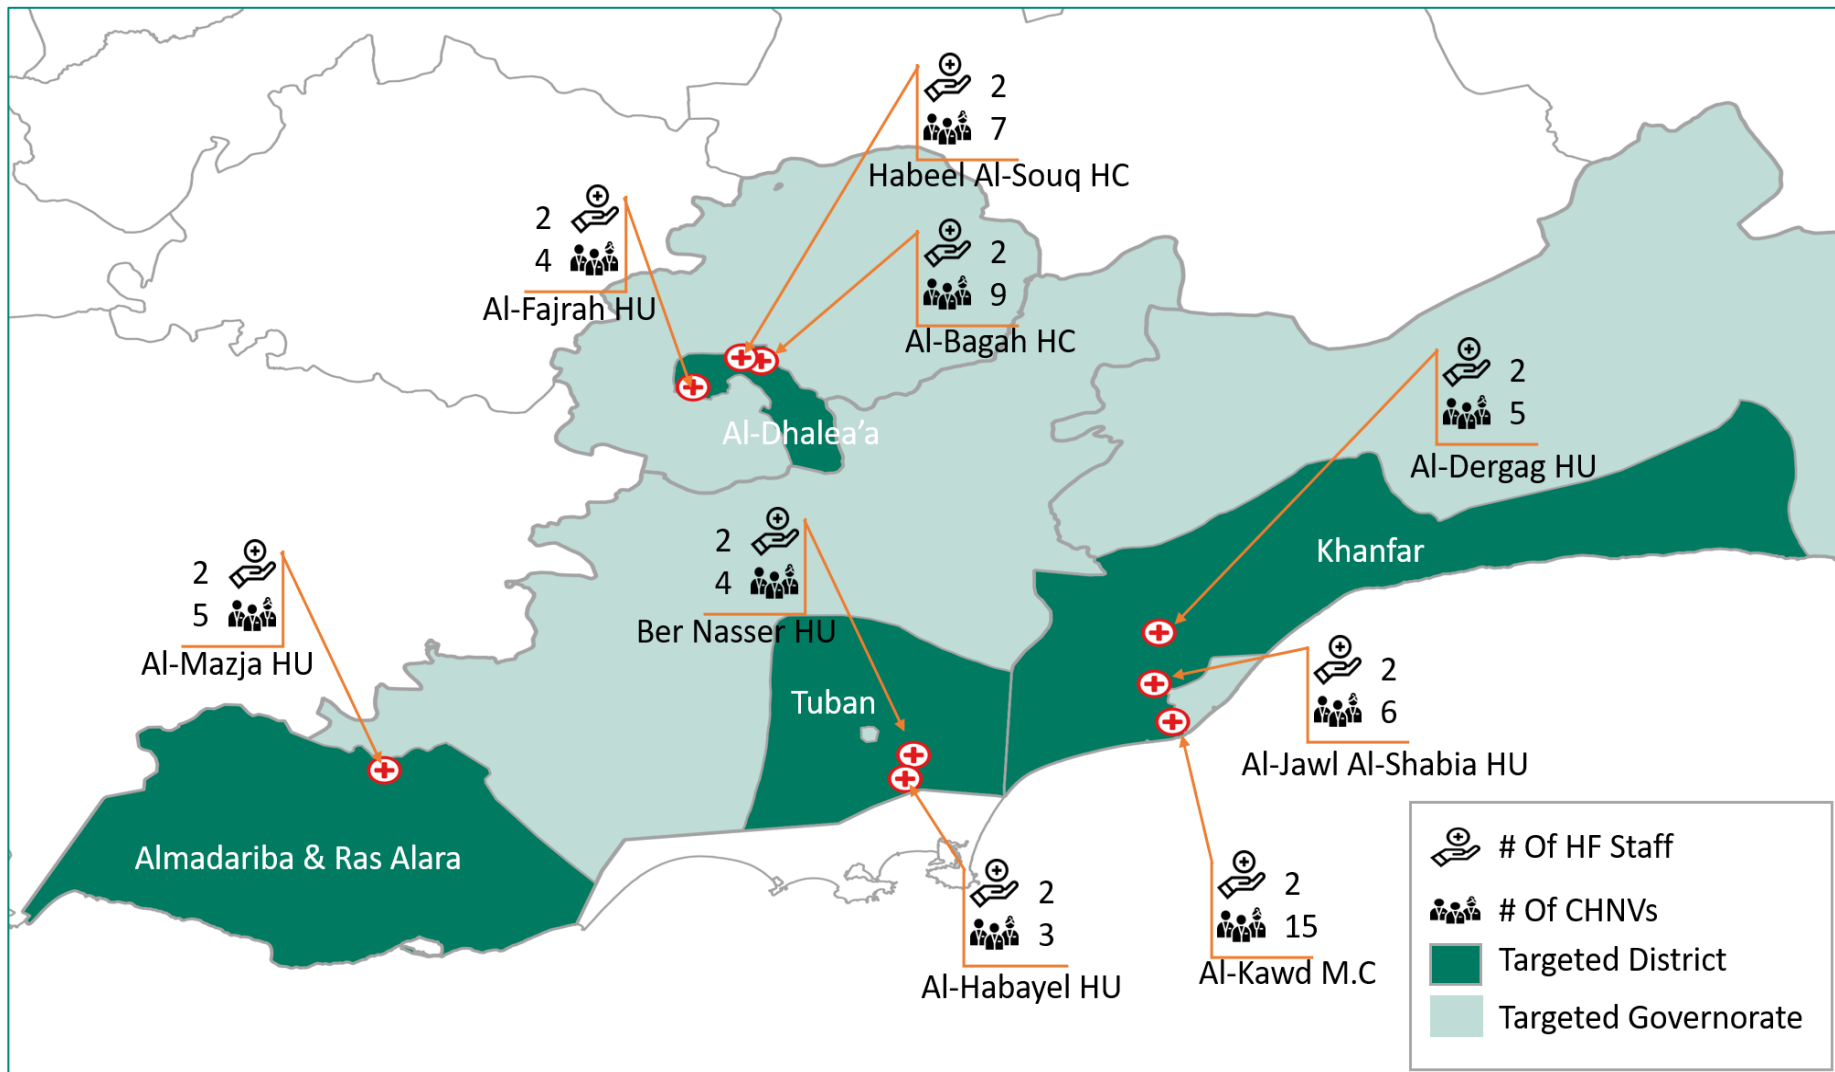 2
7
Habeel Al-Souq HC
2
4
Al-Fajrah HU
2
9
Al-Bagah HC
2
5
Al-Dergag HU
Al-Dhalea’a
Khanfar
2
4
Ber Nasser HU
2
5
Al-Mazja HU
Tuban
2
6
Al-Jawl Al-Shabia HU
Almadariba & Ras Alara
2
3
Al-Habayel HU
2
15
Al-Kawd M.C
# Of HF Staff
# Of CHNVs
Targeted District
Targeted Governorate